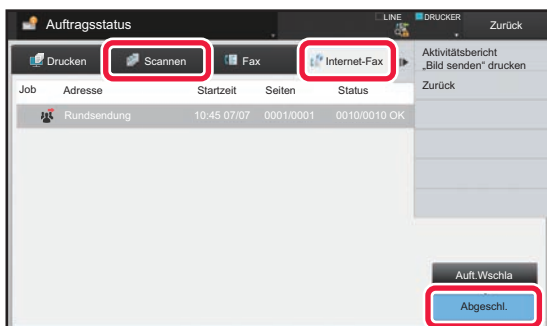 Auftragsstatus
LINE
DRUCKER
Zurück
Drucken
Scannen
Fax
Internet-Fax
Aktivitätsbericht
„Bild senden" drucken
Zurück
Job Adresse Startzeit Seiten Status
Rundsendung 10:45 07/07 0001/0001 0010/0010 OK
Auft.Wschla
Abgeschl.